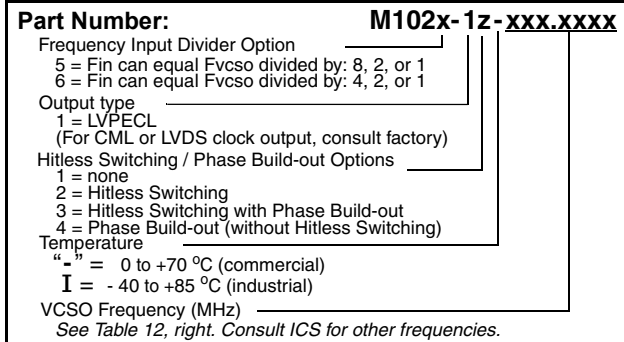 Part Number: M102x- 1z - xxx.xxxx
Frequency Input Divider Option
5 = Fin can equal Fvcso divided by: 8, 2, or 1
6 = Fin can equal Fvcso divided by: 4, 2, or 1
Output type
1 = LVPECL
(For CML or LVDS clock output, consult factory)
Hitless Switching / Phase Build-out Options
1 = none
2 = Hitless Switching
3 = Hitless Switching with Phase Build-out
4 = Phase Build-out (without Hitless Switching)
Temperature
“-” = 0 to +70 °C (commercial)
I = - 40 to +85 °C (industrial)
VCSO Frequency (MHz)
See Table 12, right. Consult ICS for other frequencies.